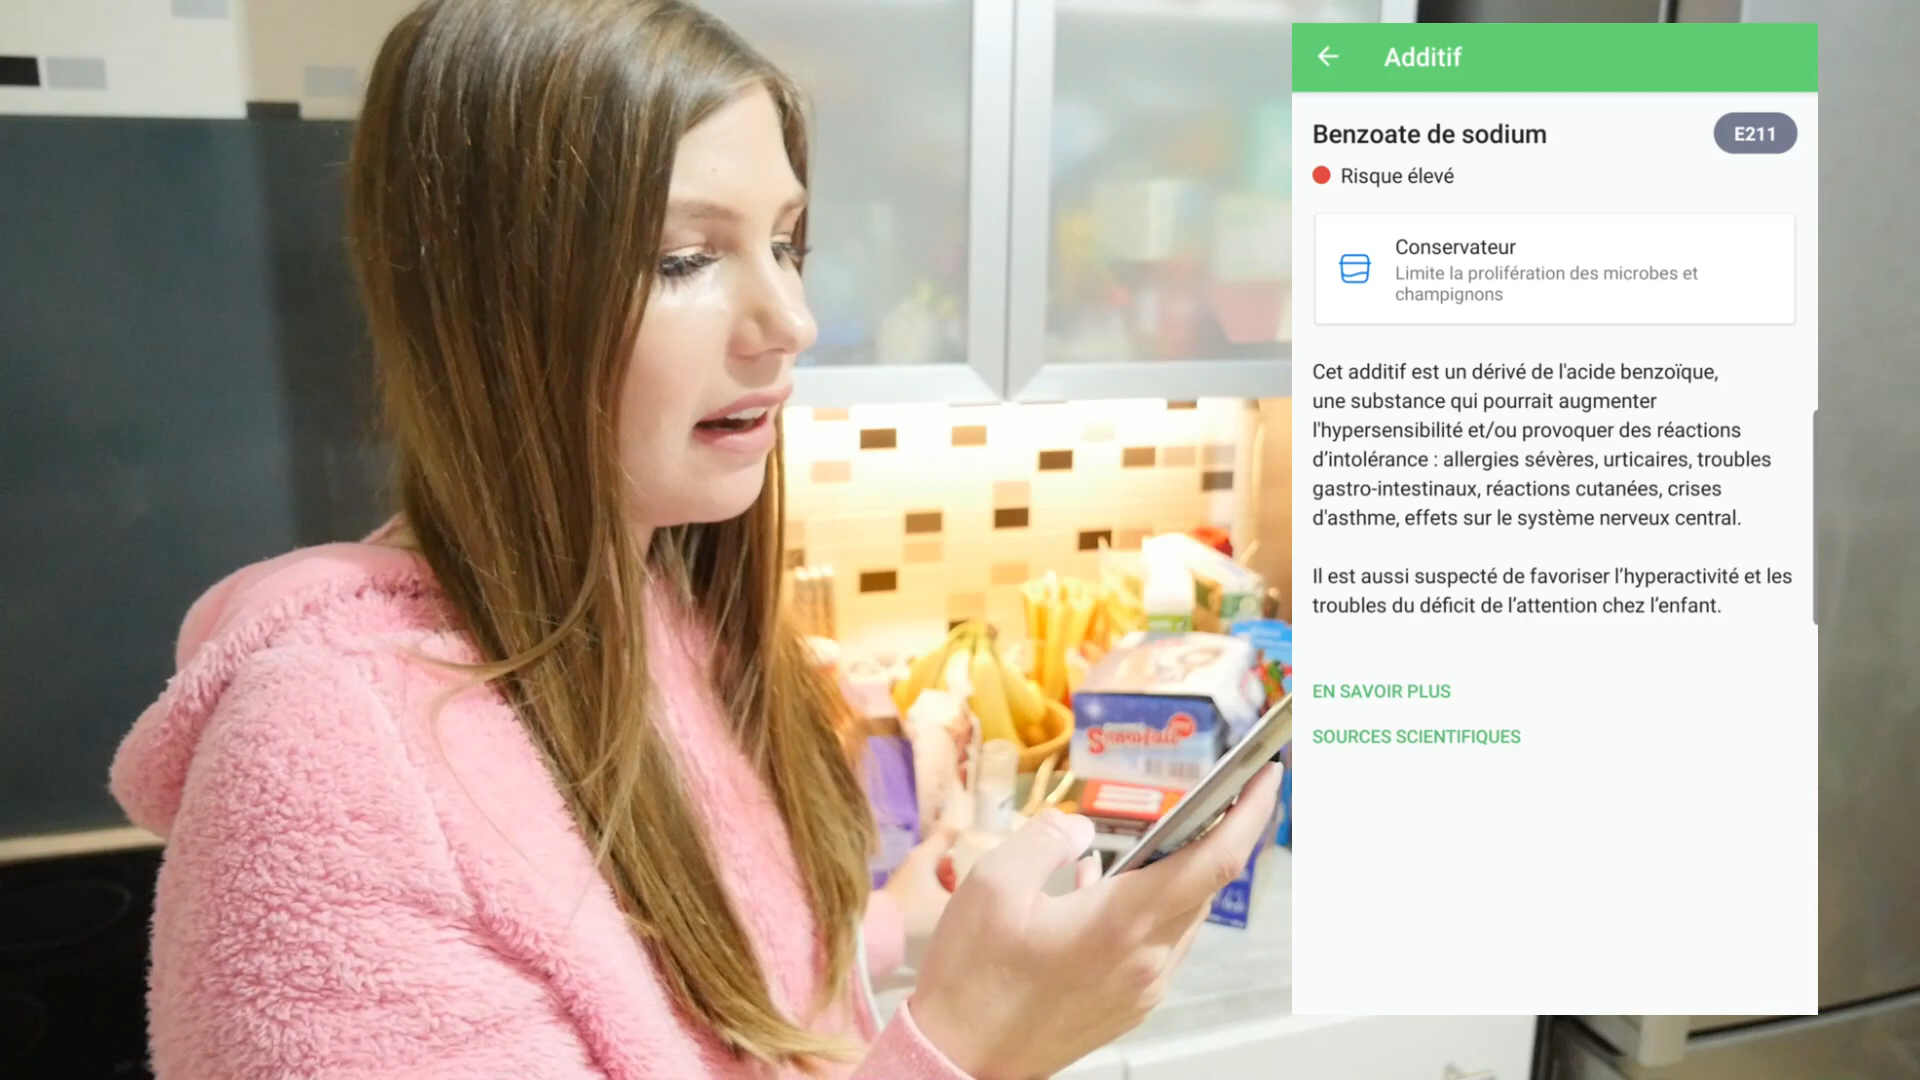 Additif
Benzoate de sodium
E211
Risque élevé
Conservateur
Limite la prolifération des microbes et
champignons
Cet additif est un dérivé de l'acide benzoïque,
une substance qui pourrait augmenter
l'hypersensibilité et/ou provoquer des réactions
d’intolérance : allergies sévères, urticaires, troubles
gastro-intestinaux, réactions cutanées, crises
d'asthme, effets sur le système nerveux central.
Il est aussi suspecté de favoriser l’hyperactivité et les
troubles du déficit de l’attention chez l’enfant.
EN SAVOIR PLUS
SOURCES SCIENTIFIQUES